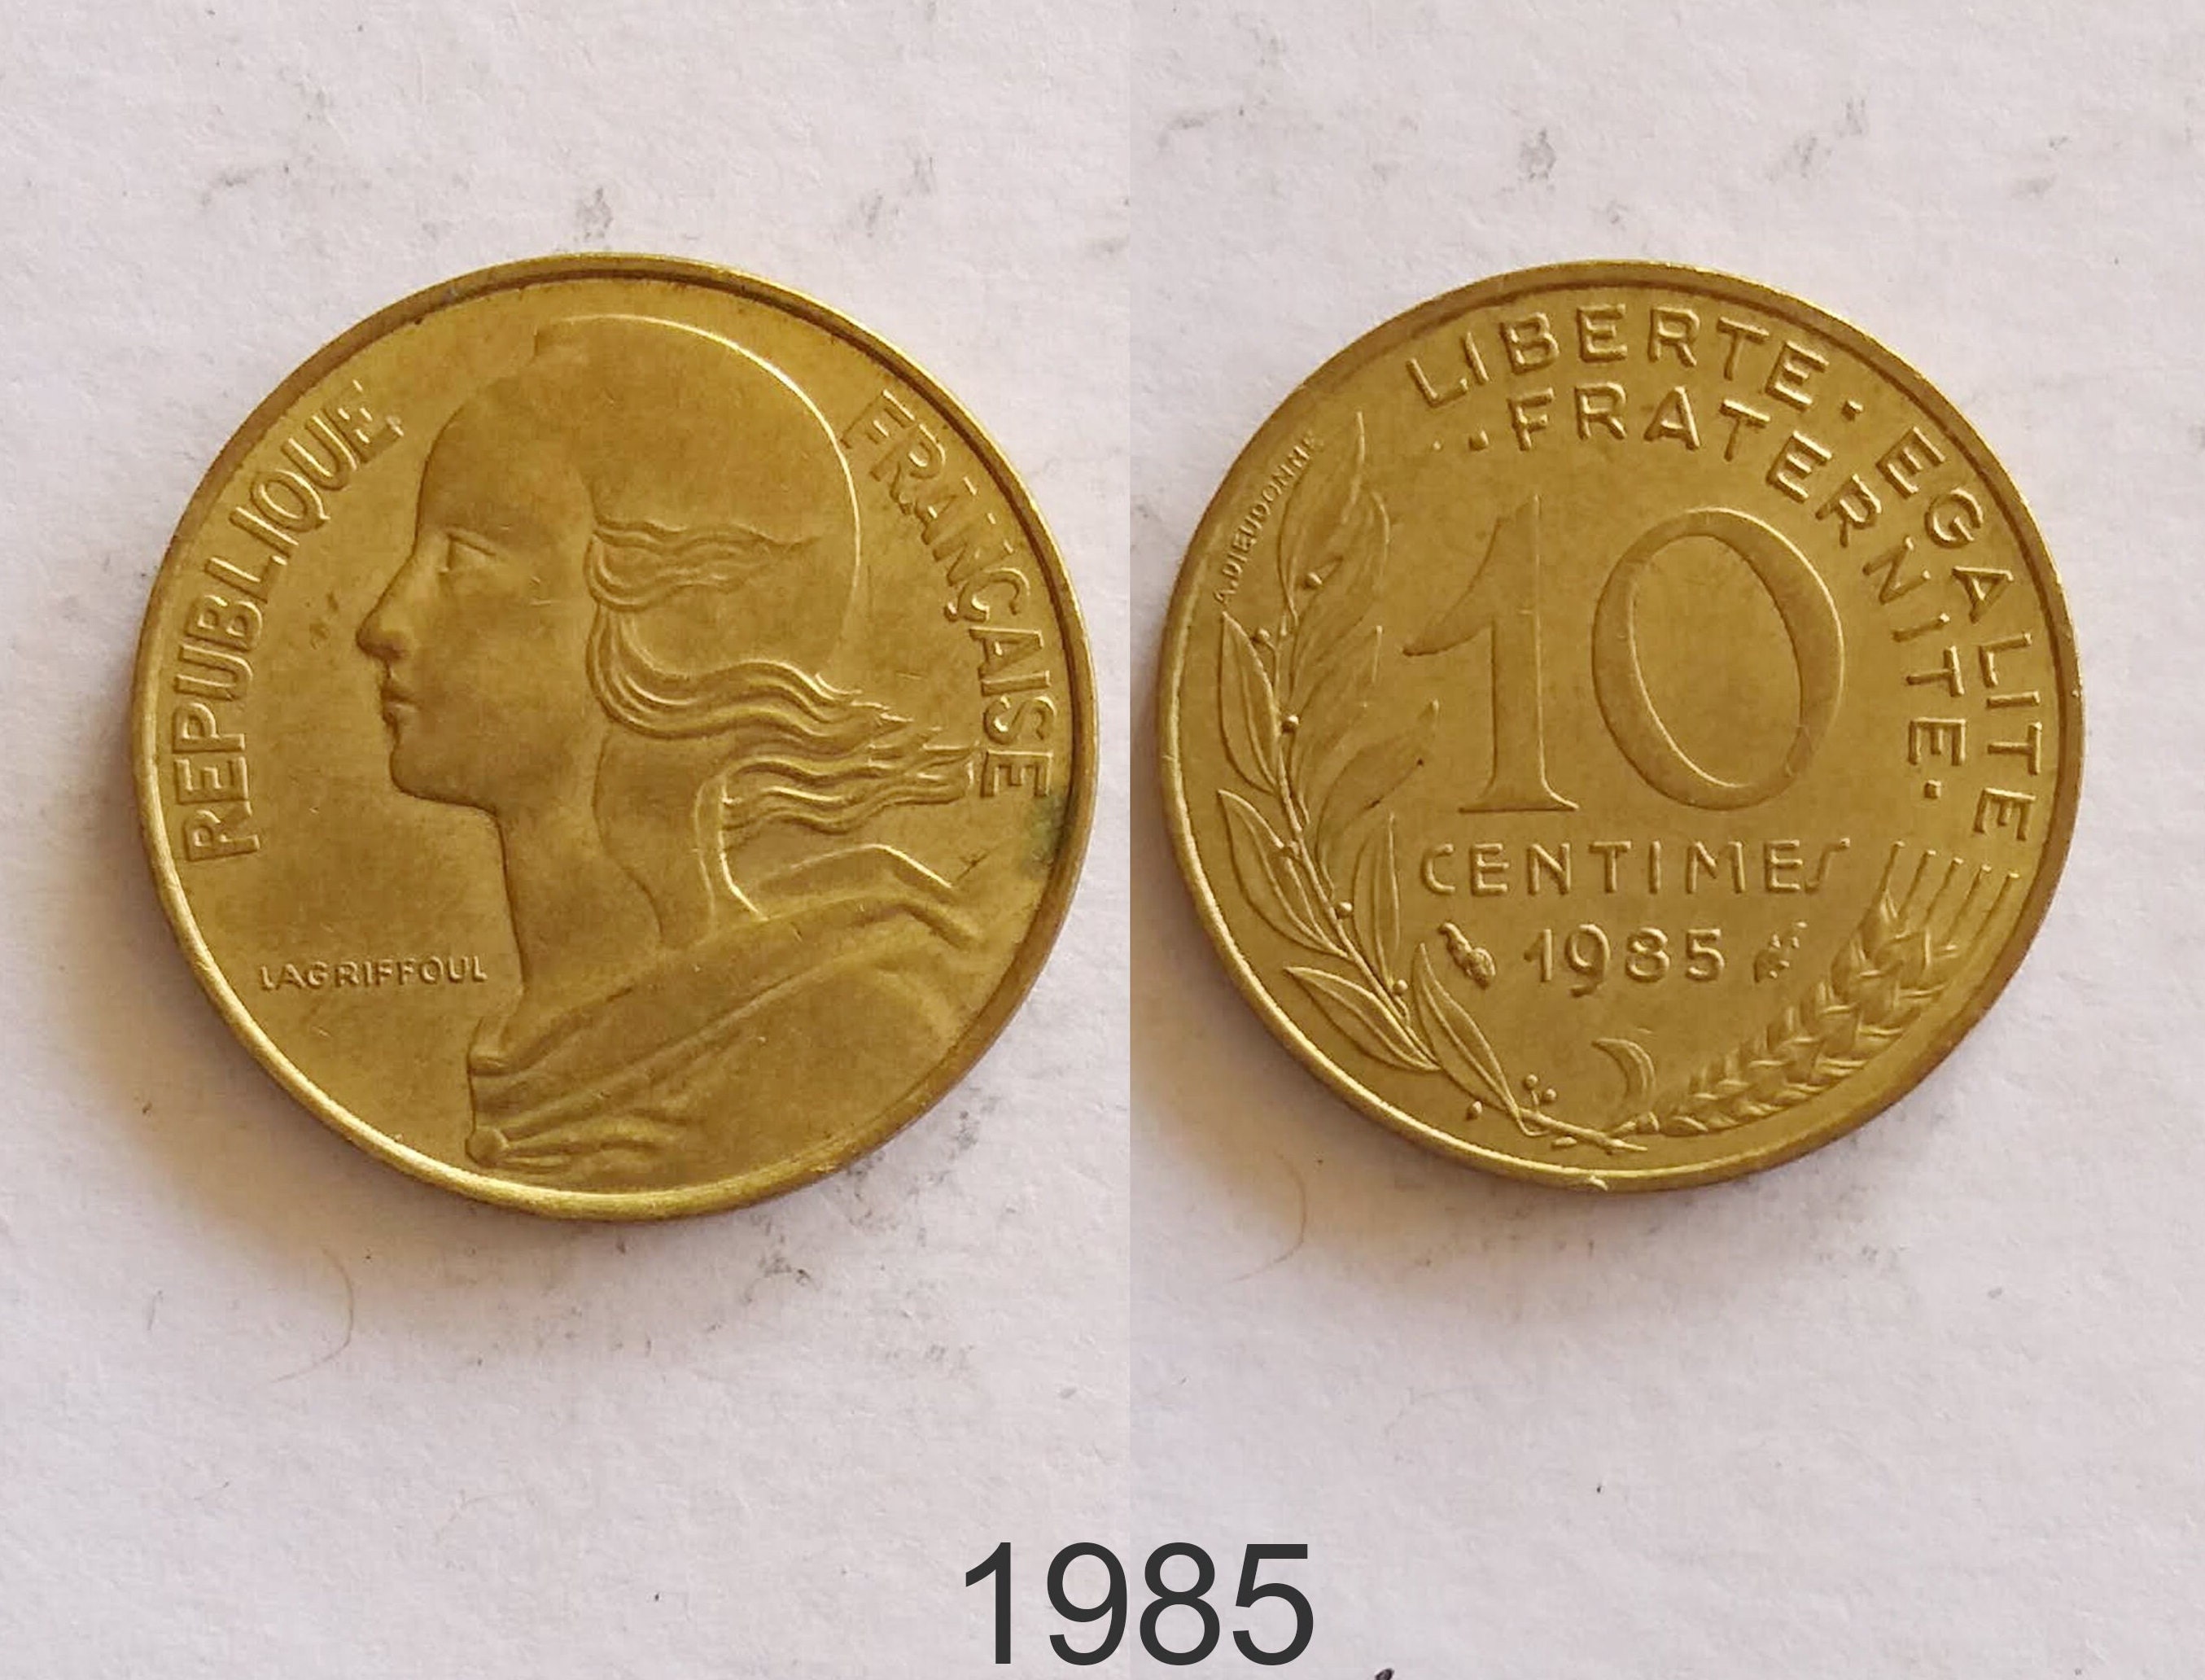 REPUBLIQUE FRANÇAISE
LAGRIFFOUL
LIBERTE · EGALITE
· · FRATERNITE ·
A.DIEUDONNE
10
CENTIMES
1985
1985